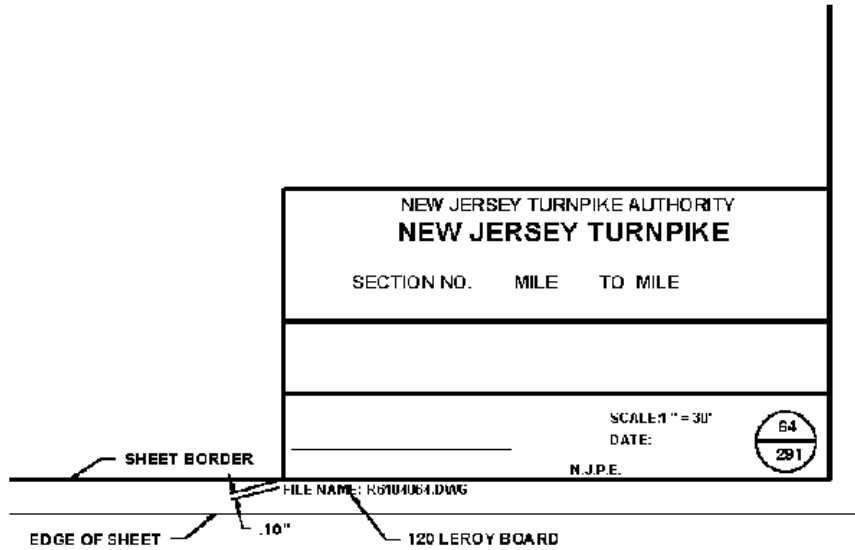 NEW JERSEY TURNPIKE AUTHORITY
NEW JERSEY TURNPIKE
SECTION NO. MILE TO MILE
SCALE:1" = 30'
DATE:
64
291
N.J.P.E.
SHEET BORDER
FILE NAME: R6184064.DWG
.10"
EDGE OF SHEET
120 LEROY BOARD